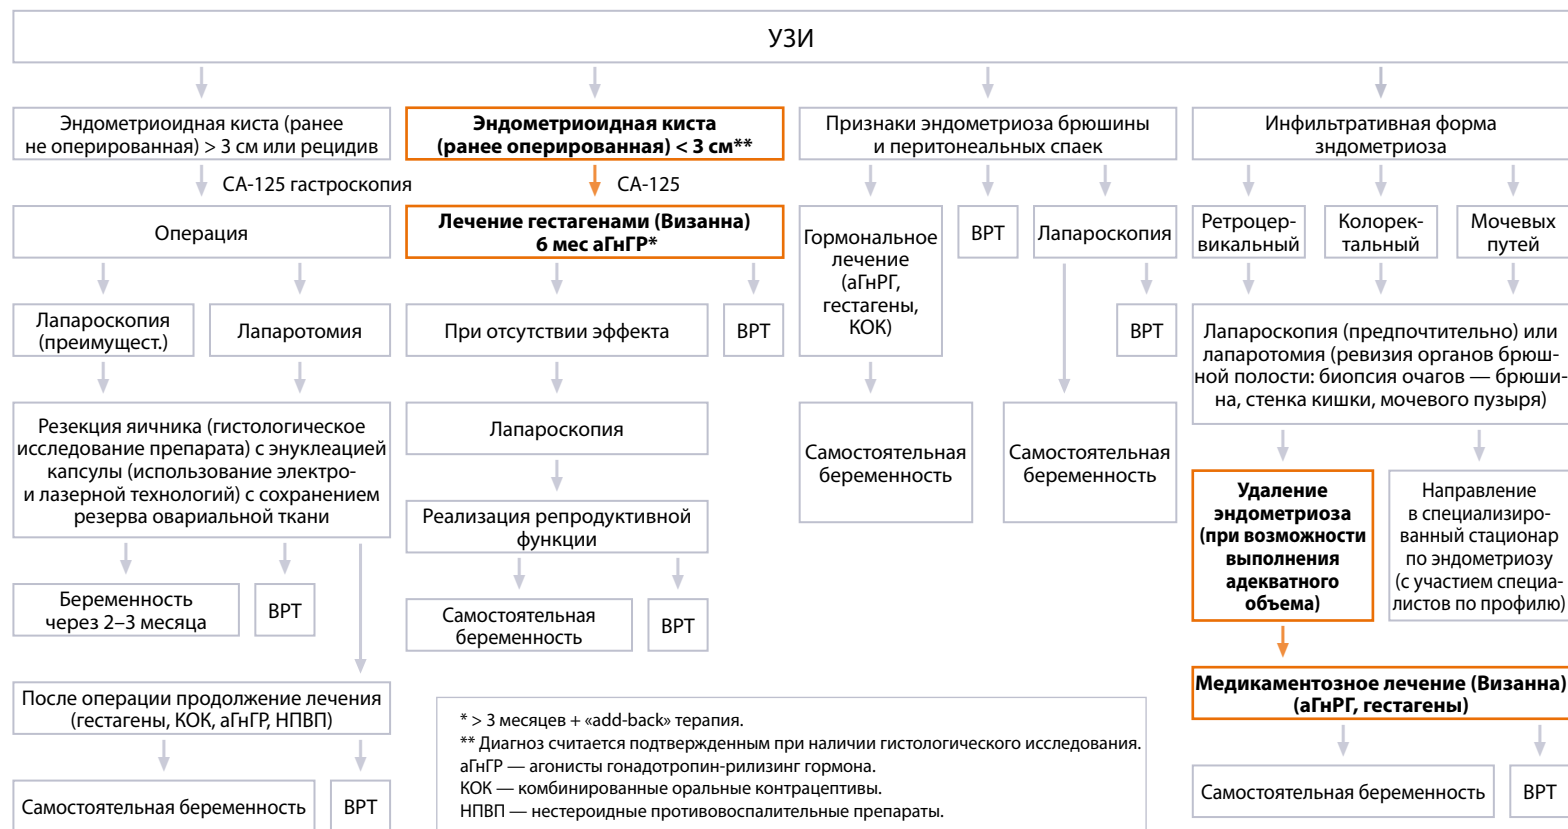 УЗИ
Эндометриоидная киста (ранее
не оперированная) > 3 см или рецидив
Эндометриоидная киста
(ранее оперированная) < 3 см**
Признаки эндометриоза брюшины
и перитонеальных спаек
Инфильтративная форма
зндометриоза
СА-125 гастроскопия
СА-125
Операция
Лечение гестагенами (Визанна)
6 мес аГнГР*
Гормональное
лечение
(аГнРГ,
гестагены,
КОК)
ВРТ
Лапароскопия
Ретроцер-
викальный
Колорек-
тальный
Мочевых
путей
Лапароскопия
(преимущест.)
Лапаротомия
При отсутствии эффекта
ВРТ
ВРТ
Лапароскопия (предпочтительно) или
лапаротомия (ревизия органов брюш-
ной полости: биопсия очагов — брюши-
на, стенка кишки, мочевого пузыря)
Резекция яичника (гистологическое
исследование препарата) с энуклеацией
капсулы (использование электро-
и лазерной технологий) с сохранением
резерва овариальной ткани
Лапароскопия
Самостоятельная
беременность
Самостоятельная
беременность
Удаление
эндометриоза
(при возможности
выполнения
адекватного
объема)
Направление
в специализиро-
ванный стационар
по эндометриозу
(с участием специа-
листов по профилю)
Реализация репродуктивной
функции
Беременность
через 2–3 месяца
ВРТ
Самостоятельная
беременность
ВРТ
После операции продолжение лечения
(гестагены, КОК, аГнГР, НПВП)
Медикаментозное лечение (Визанна)
(аГнРГ, гестагены)
Самостоятельная беременность
ВРТ
* > 3 месяцев + «add-back» терапия.
** Диагноз считается подтвержденным при наличии гистологического исследования.
аГнГР — агонисты гонадотропин-рилизинг гормона.
КОК — комбинированные оральные контрацептивы.
НПВП — нестероидные противовоспалительные препараты.
Самостоятельная беременность
ВРТ